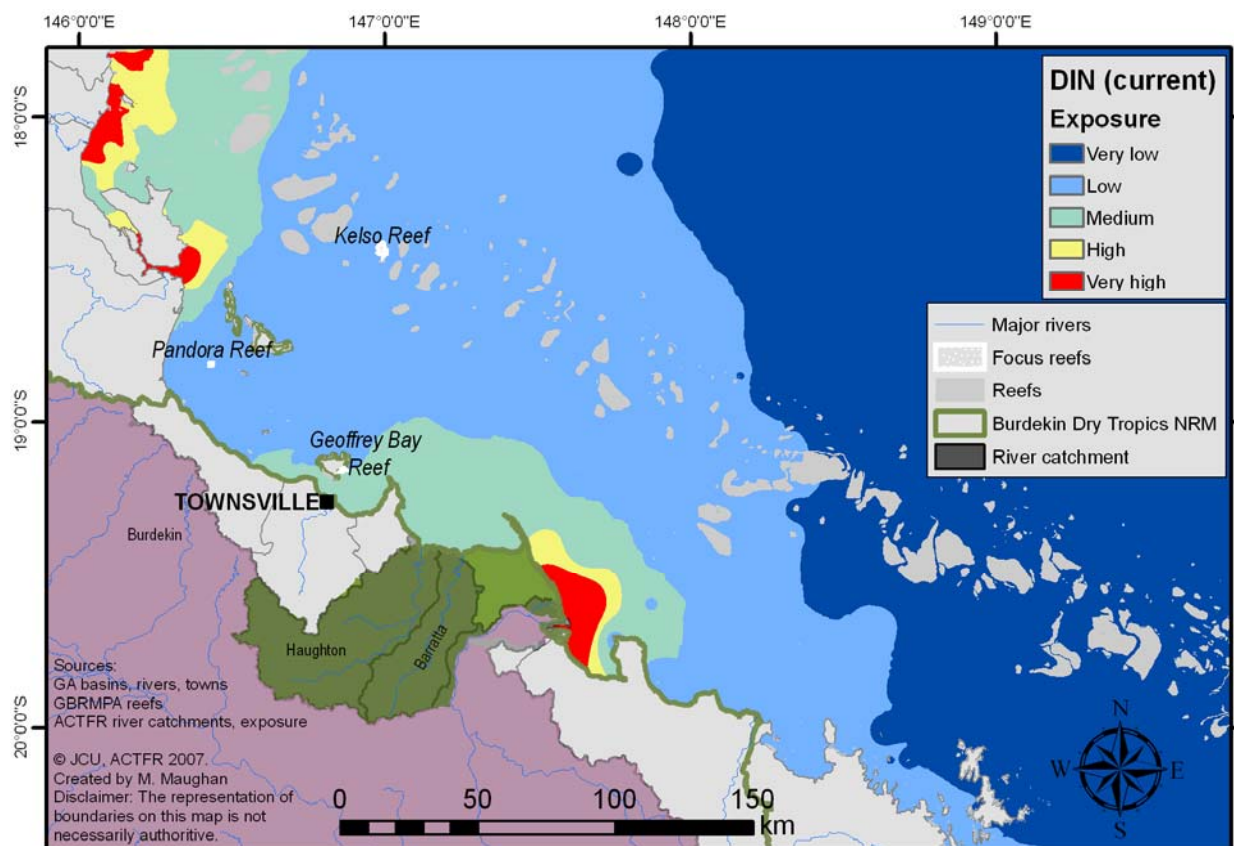 146°0'0"E
147°0'0"E
148°0'0"E
149°0'0"E
18°0'0"S
19°0'0"S
20°0'0"S
DIN (current)
Exposure
Very low
Low
Medium
High
Very high
Major rivers
Focus reefs
Reefs
Burdekin Dry Tropics NRM
River catchment
Kelso Reef
Pandora Reef
Geoffrey Bay
Reef
TOWNSVILLE
Burdekin
Haughton
Barratta
Sources:
GA basins, rivers, towns
GBRMPA reefs
ACTFR river catchments, exposure
© JCU, ACTFR 2007.
Created by M. Maughan
Disclaimer: The representation of
boundaries on this map is not
necessarily authoritive.
0 50 100 150
km
N
W E
S